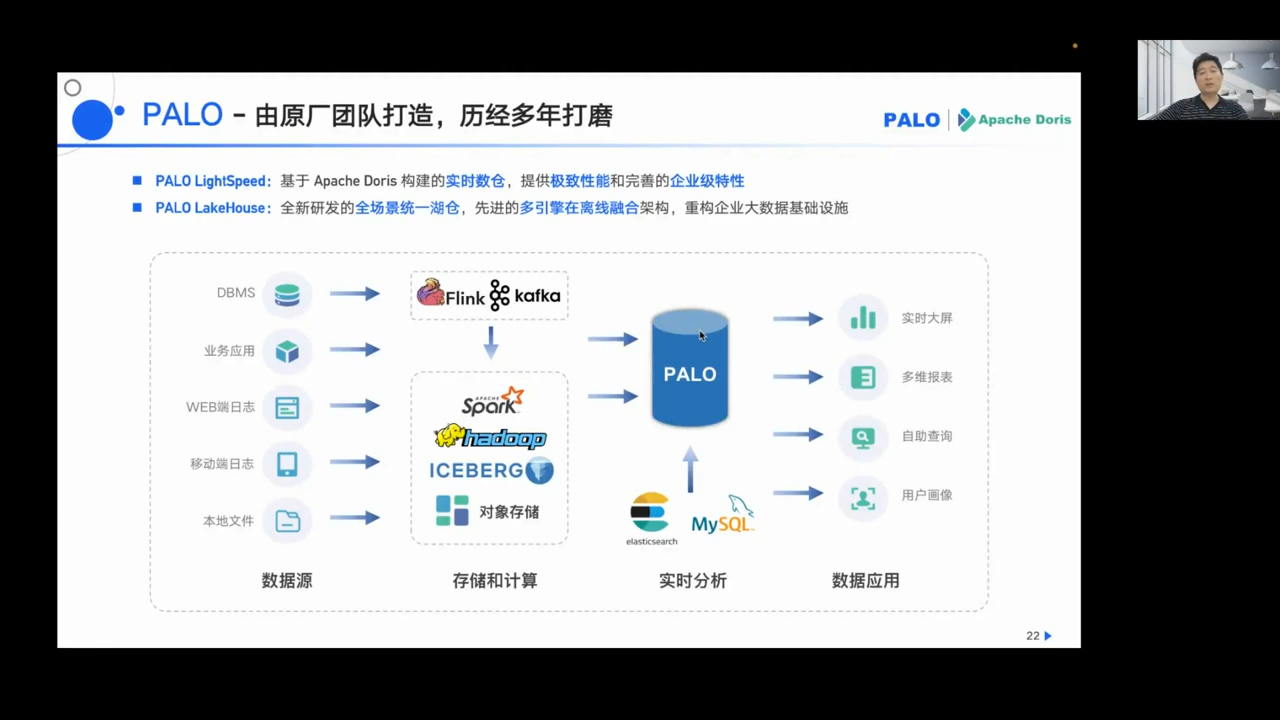 PALO - 由原厂团队打造，历经多年打磨
PALO | Apache Doris
PALO LightSpeed：基于 Apache Doris 构建的实时数仓，提供极致性能和完善的企业级特性
PALO LakeHouse：全新研发的全场景统一湖仓，先进的多引擎在离线融合架构，重构企业大数据基础设施
DBMS
业务应用
WEB端日志
移动端日志
本地文件
数据源
Flink kafka
APACHE
Spark
hadoop
ICEBERG
对象存储
存储和计算
PALO
elasticsearch
MySQL
实时分析
实时大屏
多维报表
自助查询
用户画像
数据应用
22